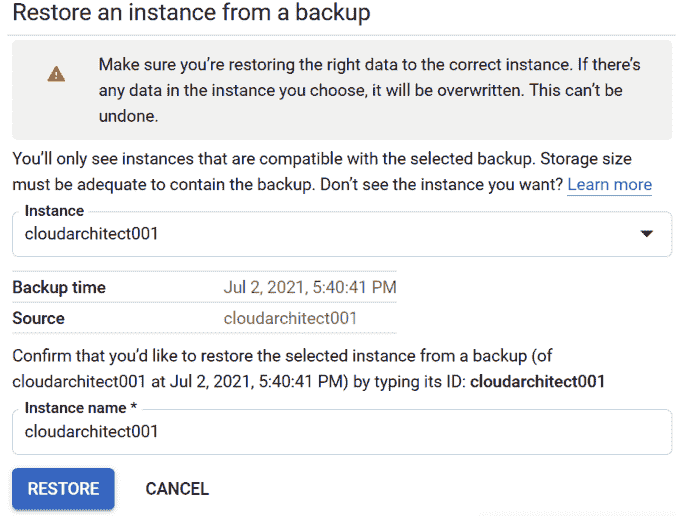 Restore an instance from a backup
Make sure you’re restoring the right data to the correct instance. If there’s
any data in the instance you choose, it will be overwritten. This can’t be
undone.
You’ll only see instances that are compatible with the selected backup. Storage size
must be adequate to contain the backup. Don’t see the instance you want? Learn more
Instance
cloudarchitect001
Backup time Jul 2, 2021, 5:40:41 PM
Source cloudarchitect001
Confirm that you’d like to restore the selected instance from a backup (of
cloudarchitect001 at Jul 2, 2021, 5:40:41 PM) by typing its ID: cloudarchitect001
Instance name *
cloudarchitect001
RESTORE CANCEL